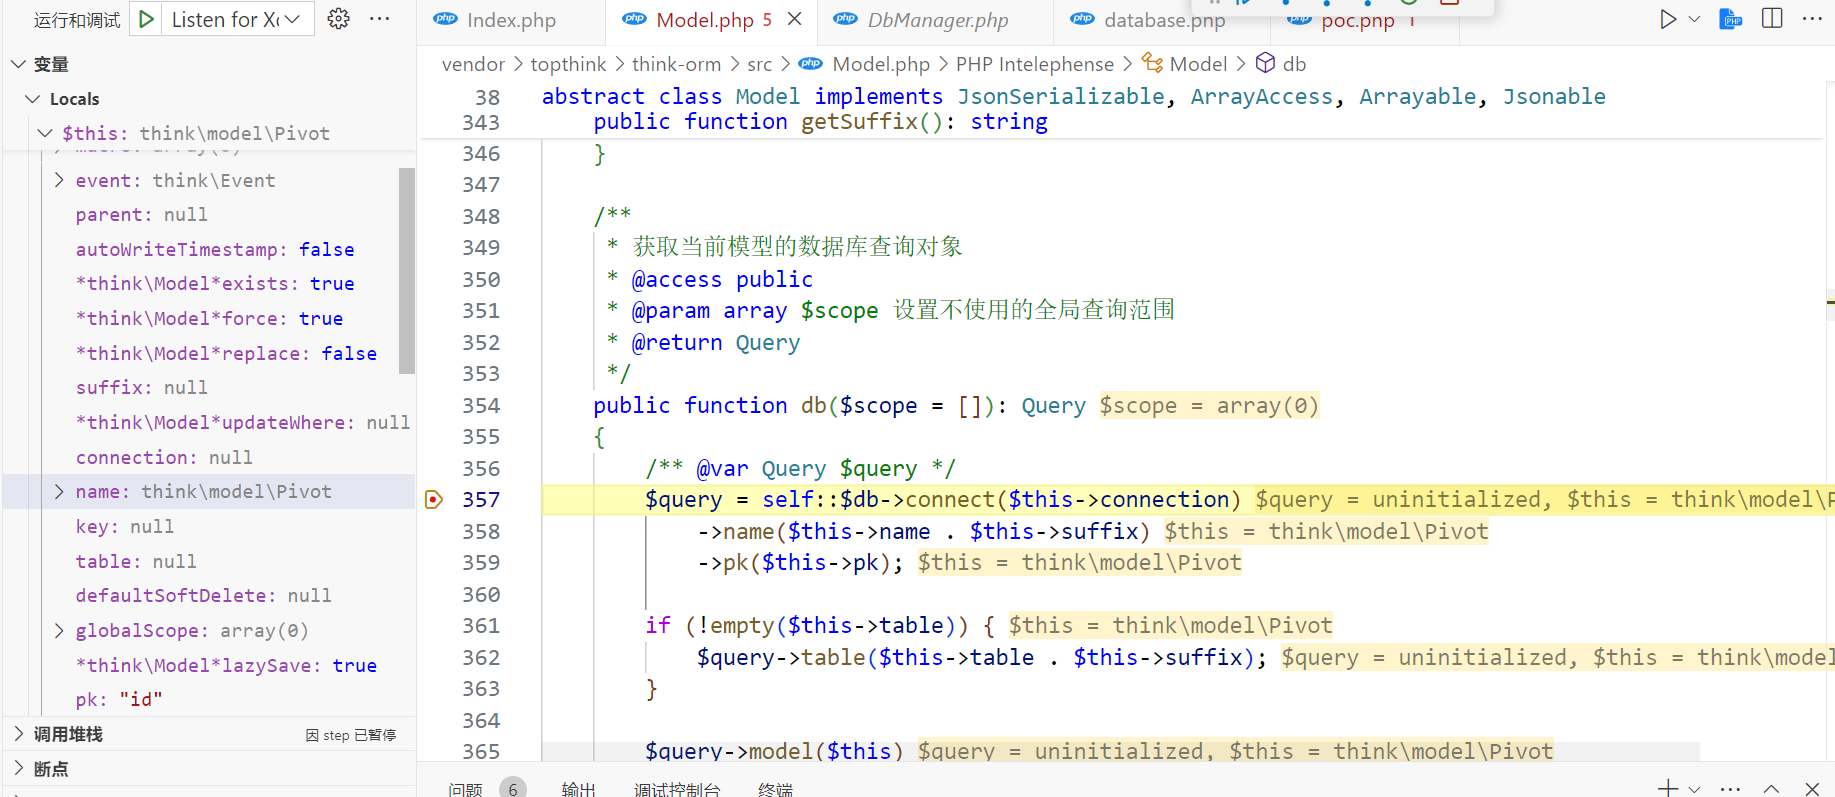 运行和调试 Listen for Xc
变量
Locals
$this: think\model\Pivot
event: think\Event
parent: null
autoWriteTimestamp: false
*think\Model*exists: true
*think\Model*force: true
*think\Model*replace: false
suffix: null
*think\Model*updateWhere: null
connection: null
name: think\model\Pivot
key: null
table: null
defaultSoftDelete: null
globalScope: array(0)
*think\Model*lazySave: true
pk: "id"
调用堆栈 因 step 已暂停
断点
Index.php Model.php 5 DbManager.php database.php poc.php 1
vendor > topthink > think-orm > src > Model.php > PHP Intelephense > Model > db
38 abstract class Model implements JsonSerializable, ArrayAccess, Arrayable, Jsonable
343 public function getSuffix(): string
346 }
347
348 /**
349 * 获取当前模型的数据库查询对象
350 * @access public
351 * @param array $scope 设置不使用的全局查询范围
352 * @return Query
353 */
354 public function db($scope = []): Query $scope = array(0)
355 {
356 /** @var Query $query */
357 $query = self::$db->connect($this->connection) $query = uninitialized, $this = think\model\P
358 ->name($this->name . $this->suffix) $this = think\model\Pivot
359 ->pk($this->pk); $this = think\model\Pivot
360
361 if (!empty($this->table)) { $this = think\model\Pivot
362 $query->table($this->table . $this->suffix); $query = uninitialized, $this = think\model
363 }
364
365 $query->model($this) $query = uninitialized, $this = think\model\Pivot
问题 6 输出 调试控制台 终端